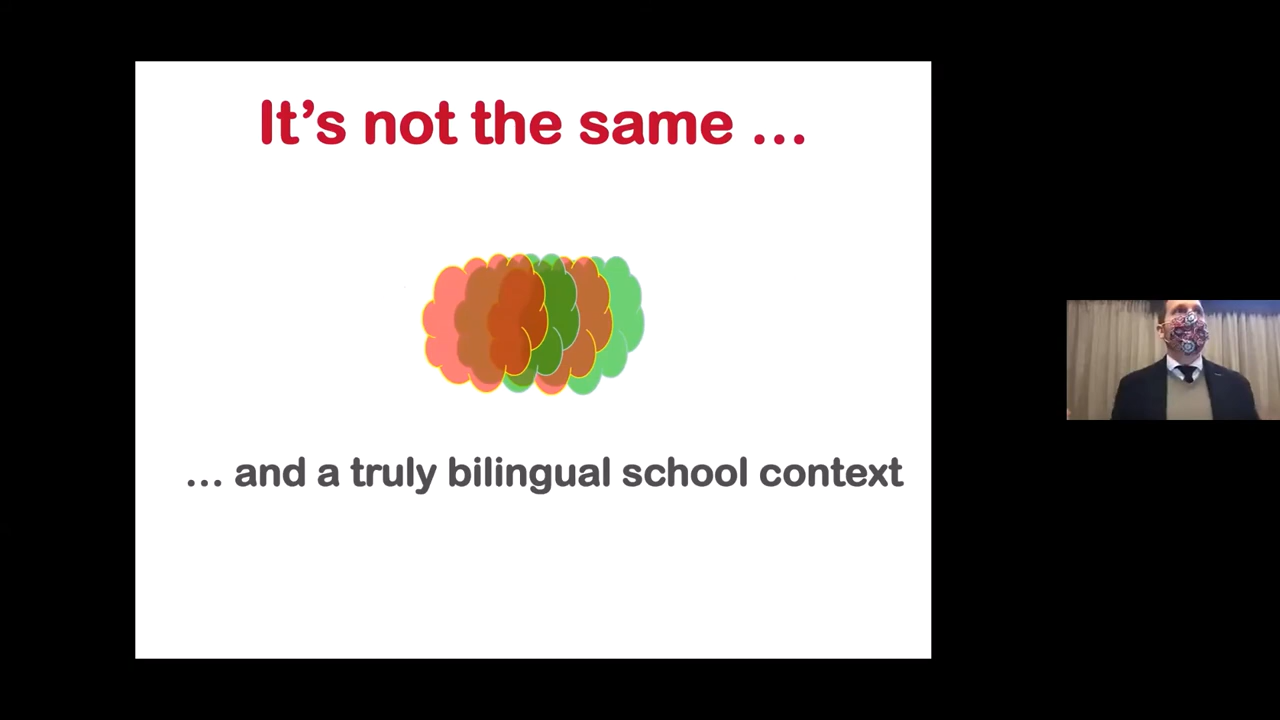 It’s not the same …
… and a truly bilingual school context